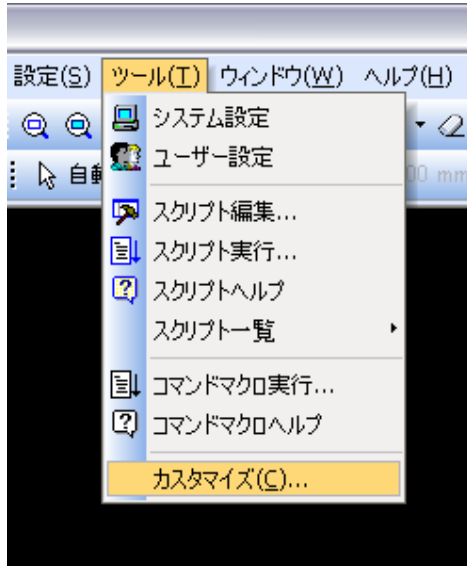 設定(S) ツール(T) ウィンドウ(W) ヘルプ(H)
システム設定
ユーザー設定
自動
00 mm
スクリプト編集...
スクリプト実行...
スクリプトヘルプ
スクリプト一覧
コマンドマクロ実行...
コマンドマクロヘルプ
カスタマイズ(C)...